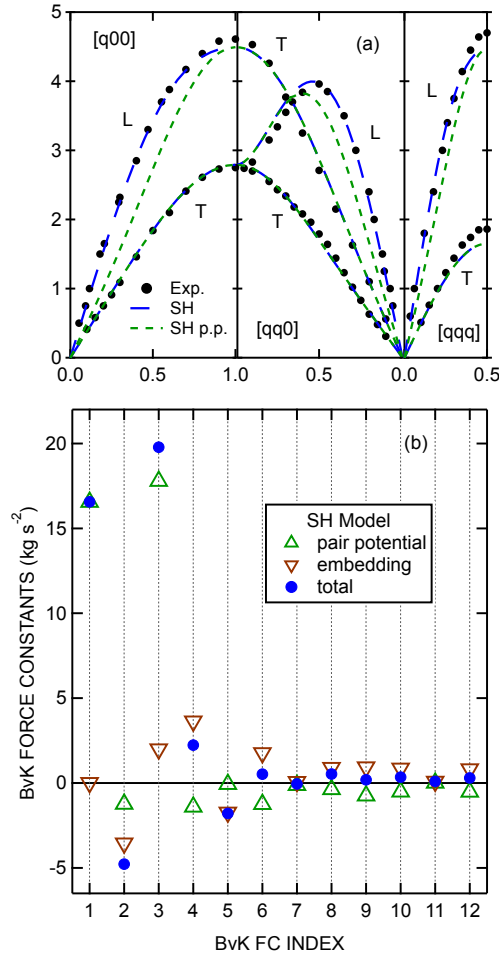 [q00]
T
(a)
L
L
T
T
T
Exp.
SH
SH p.p.
[qq0]
[qqq]
5
4
3
2
1
0
0.0
0.5
1.0
0.5
0.0
0.5
(b)
SH Model
pair potential
embedding
total
BvK FORCE CONSTANTS (kg s⁻²)
20
15
10
5
0
-5
1 2 3 4 5 6 7 8 9 10 11 12
BvK FC INDEX